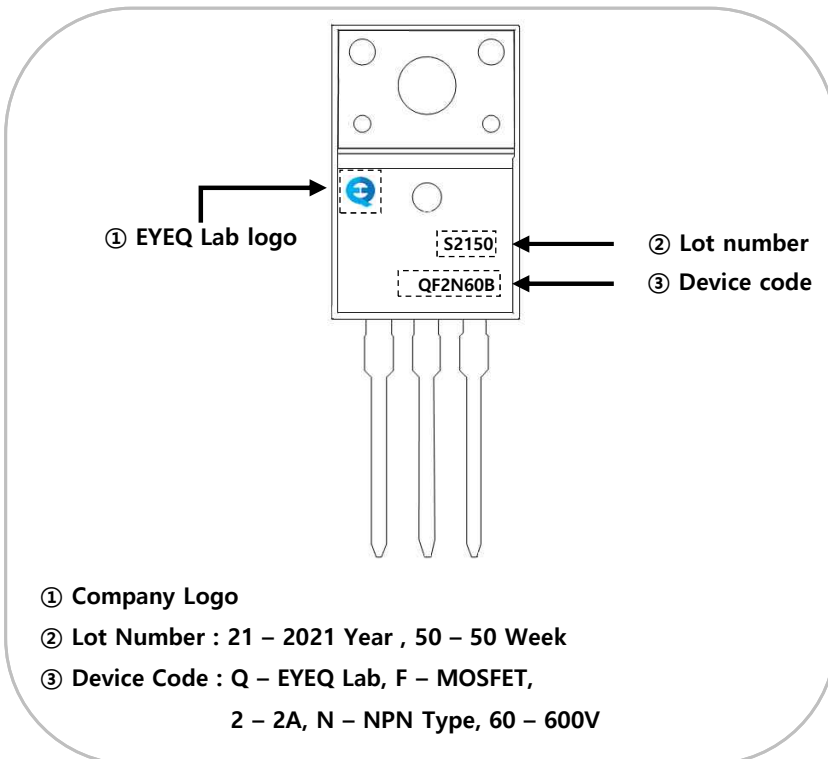 ① EYEQ Lab logo
S2150
② Lot number
QF2N60B
③ Device code
① Company Logo
② Lot Number : 21 – 2021 Year , 50 – 50 Week
③ Device Code : Q – EYEQ Lab, F – MOSFET,
2 – 2A, N – NPN Type, 60 – 600V